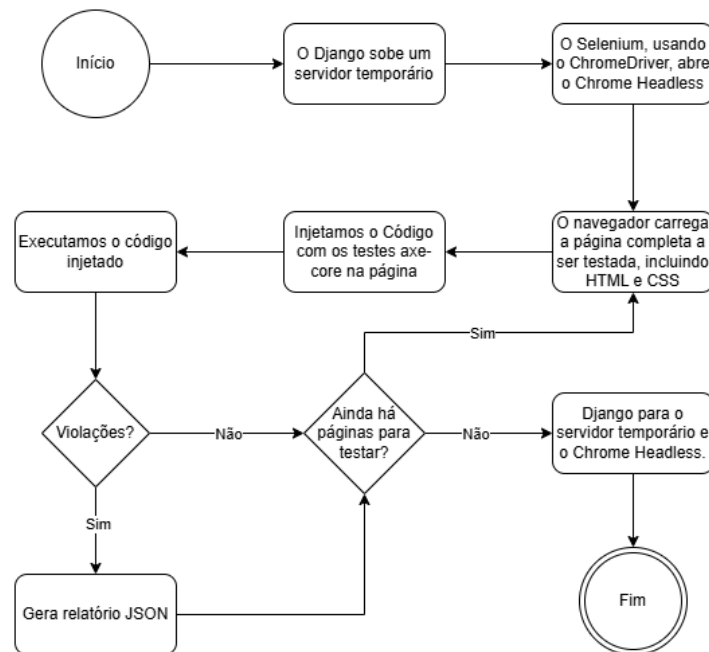 Início
O Django sobe um
servidor temporário
O Selenium, usando
o ChromeDriver, abre
o Chrome Headless
O navegador carrega
a página completa a
ser testada, incluindo
HTML e CSS
Injetamos o Código
com os testes axe-
core na página
Executamos o código
injetado
Violações?
Não
Sim
Gera relatório JSON
Ainda há
páginas para
testar?
Sim
Não
Django para o
servidor temporário e
o Chrome Headless.
Fim